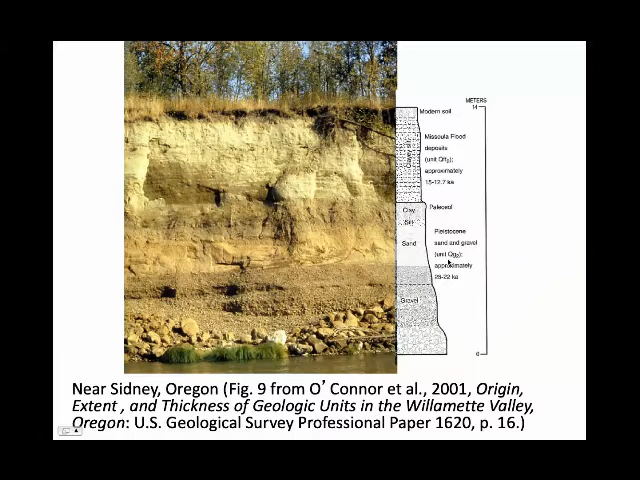 METERS
14
Modern soil
Missoula Flood
deposits
(unit Qff2);
approximately
15-12.7 ka
Clayey silt
Paleosol
Clay
Silt
Sand
Pleistocene
sand and gravel
(unit Qg2);
approximately
26-22 ka
Gravel
0
Near Sidney, Oregon (Fig. 9 from O’ Connor et al., 2001, Origin,
Extent , and Thickness of Geologic Units in the Willamette Valley,
Oregon: U.S. Geological Survey Professional Paper 1620, p. 16.)